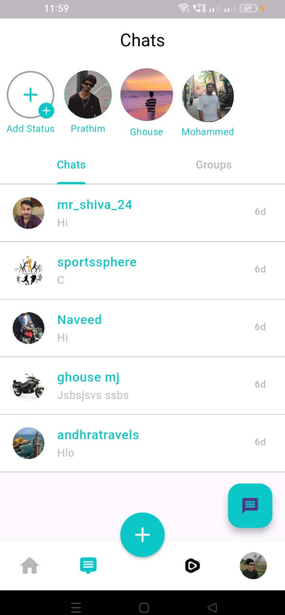 11:59
69
Chats
Add Status
Prathim
Ghouse
Mohammed
Chats
Groups
mr_shiva_24
6d
Hi
sportssphere
6d
C
Naveed
6d
Hi
ghouse mj
6d
Jsbsjsvs ssbs
andhratravels
6d
Hlo